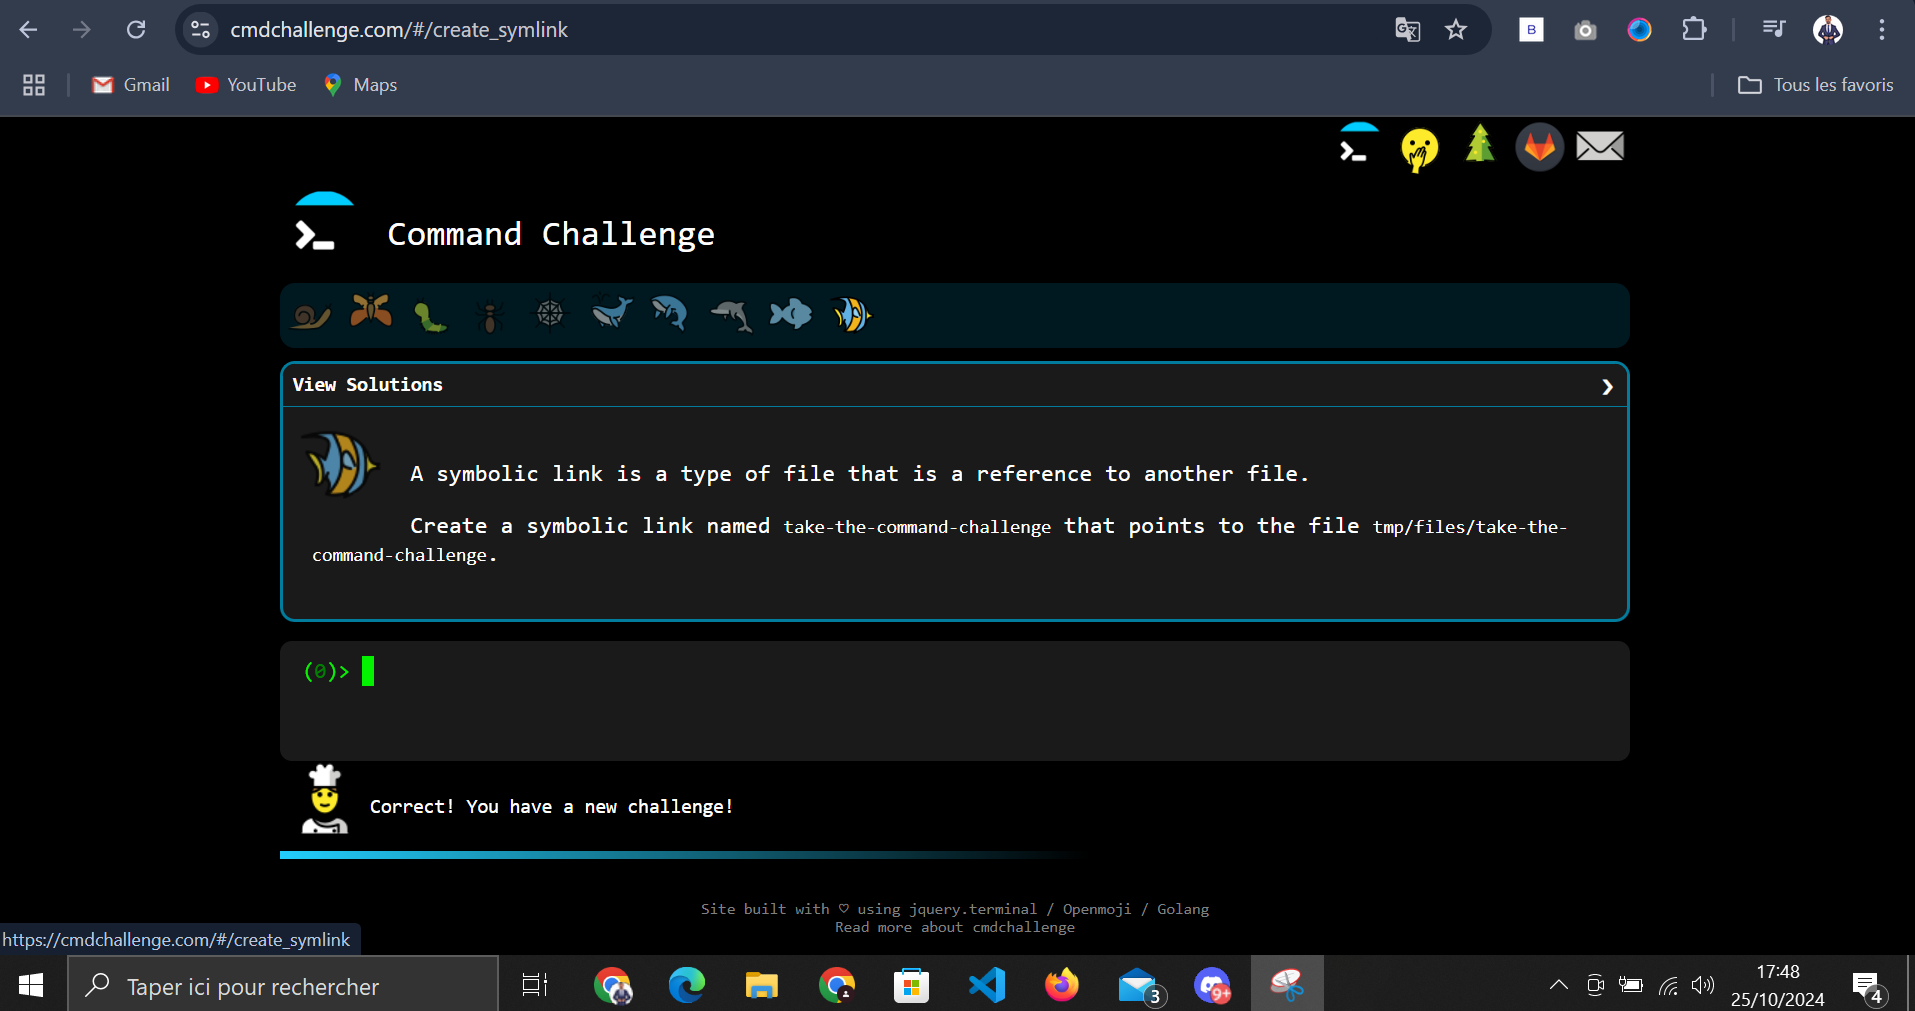 cmdchallenge.com/#/create_symlink
B
Gmail
YouTube
Maps
Tous les favoris
Command Challenge
View Solutions
A symbolic link is a type of file that is a reference to another file.
Create a symbolic link named take-the-command-challenge that points to the file tmp/files/take-the-
command-challenge.
(0)>
Correct! You have a new challenge!
Site built with ♡ using jquery.terminal / Openmoji / Golang
Read more about cmdchallenge
https://cmdchallenge.com/#/create_symlink
Taper ici pour rechercher
3
9+
17:48
25/10/2024
4